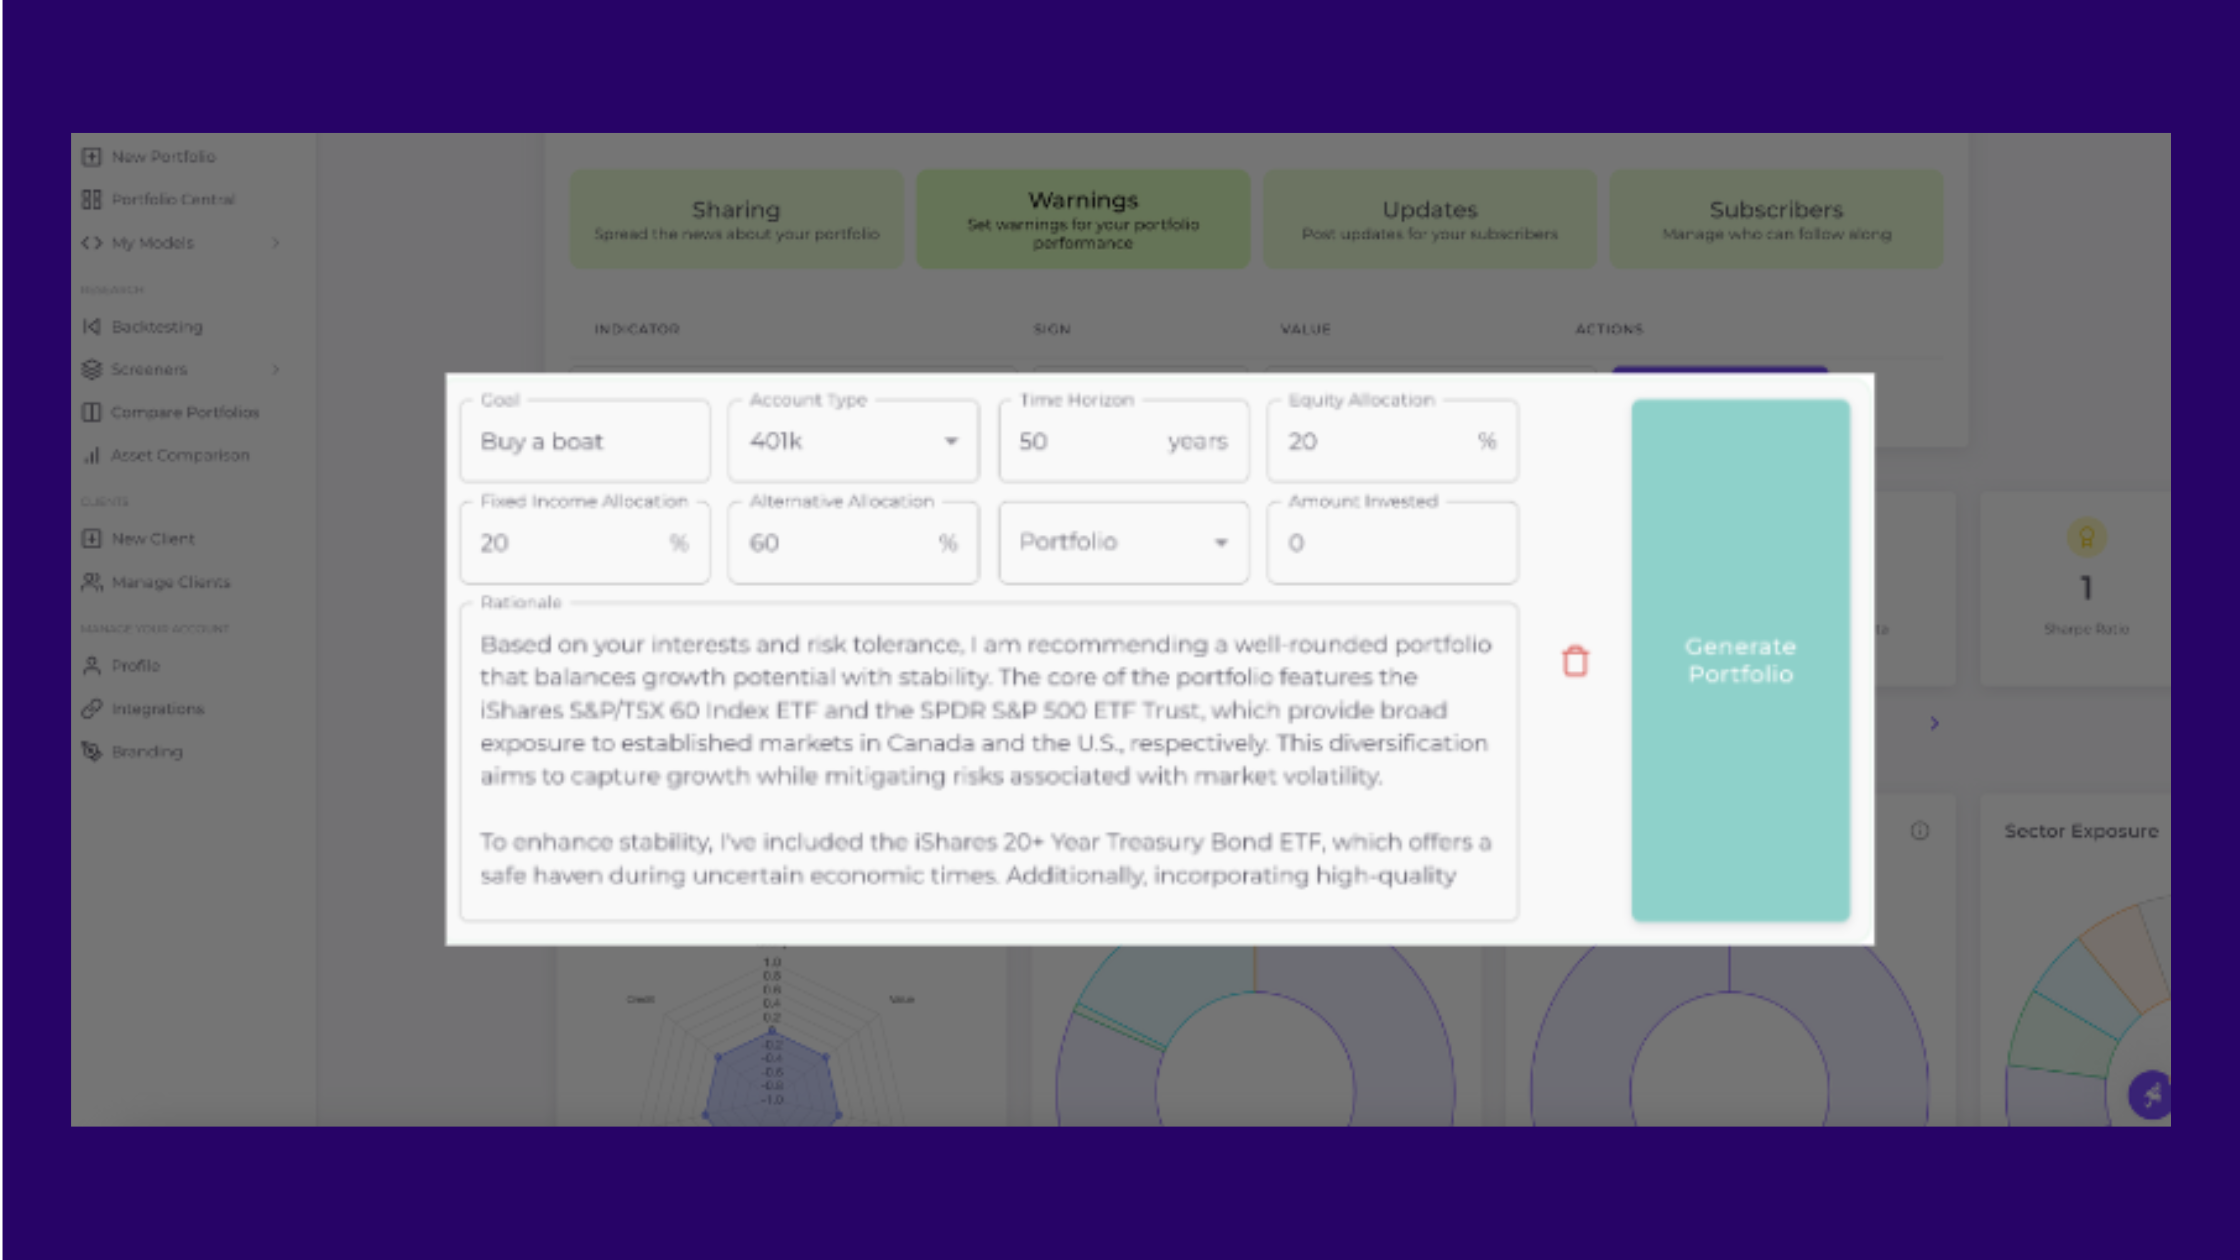 New Portfolio
Portfolio Central
My Models
RESEARCH
Backtesting
Screeners
Compare Portfolios
Asset Comparison
CLIENTS
New Client
Manage Clients
MANAGE YOUR ACCOUNT
Profile
Integrations
Branding
Sharing
Spread the news about your portfolio
Warnings
Set warnings for your portfolio
performance
Updates
Post updates for your subscribers
Subscribers
Manage who can follow along
INDICATOR SIGN VALUE ACTIONS
Goal
Buy a boat
Account Type
401k
Time Horizon
50 years
Equity Allocation
20 %
Fixed Income Allocation
20 %
Alternative Allocation
60 %
Portfolio
Amount Invested
0
Rationale
Based on your interests and risk tolerance, I am recommending a well-rounded portfolio
that balances growth potential with stability. The core of the portfolio features the
iShares S&P/TSX 60 Index ETF and the SPDR S&P 500 ETF Trust, which provide broad
exposure to established markets in Canada and the U.S., respectively. This diversification
aims to capture growth while mitigating risks associated with market volatility.
To enhance stability, I've included the iShares 20+ Year Treasury Bond ETF, which offers a
safe haven during uncertain economic times. Additionally, incorporating high-quality
Generate
Portfolio
1
Sharpe Ratio
Sector Exposure
Credit
Value
1.0
0.8
0.6
0.4
0.2
0
-0.2
-0.4
-0.6
-0.8
-1.0